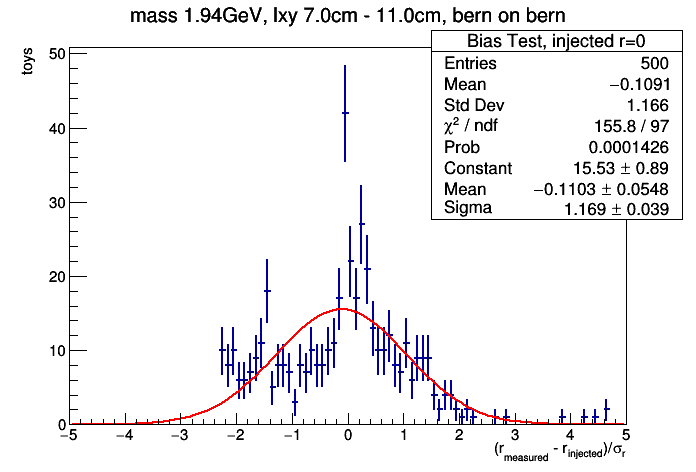 mass 1.94GeV, lxy 7.0cm - 11.0cm, bern on bern
Bias Test, injected r=0
Entries 500
Mean −0.1091
Std Dev 1.166
χ² / ndf 155.8 / 97
Prob 0.0001426
Constant 15.53 ± 0.89
Mean −0.1103 ± 0.0548
Sigma 1.169 ± 0.039
toys
50
40
30
20
10
0
−5 −4 −3 −2 −1 0 1 2 3 4 5
(r_measured - r_injected)/σ_r